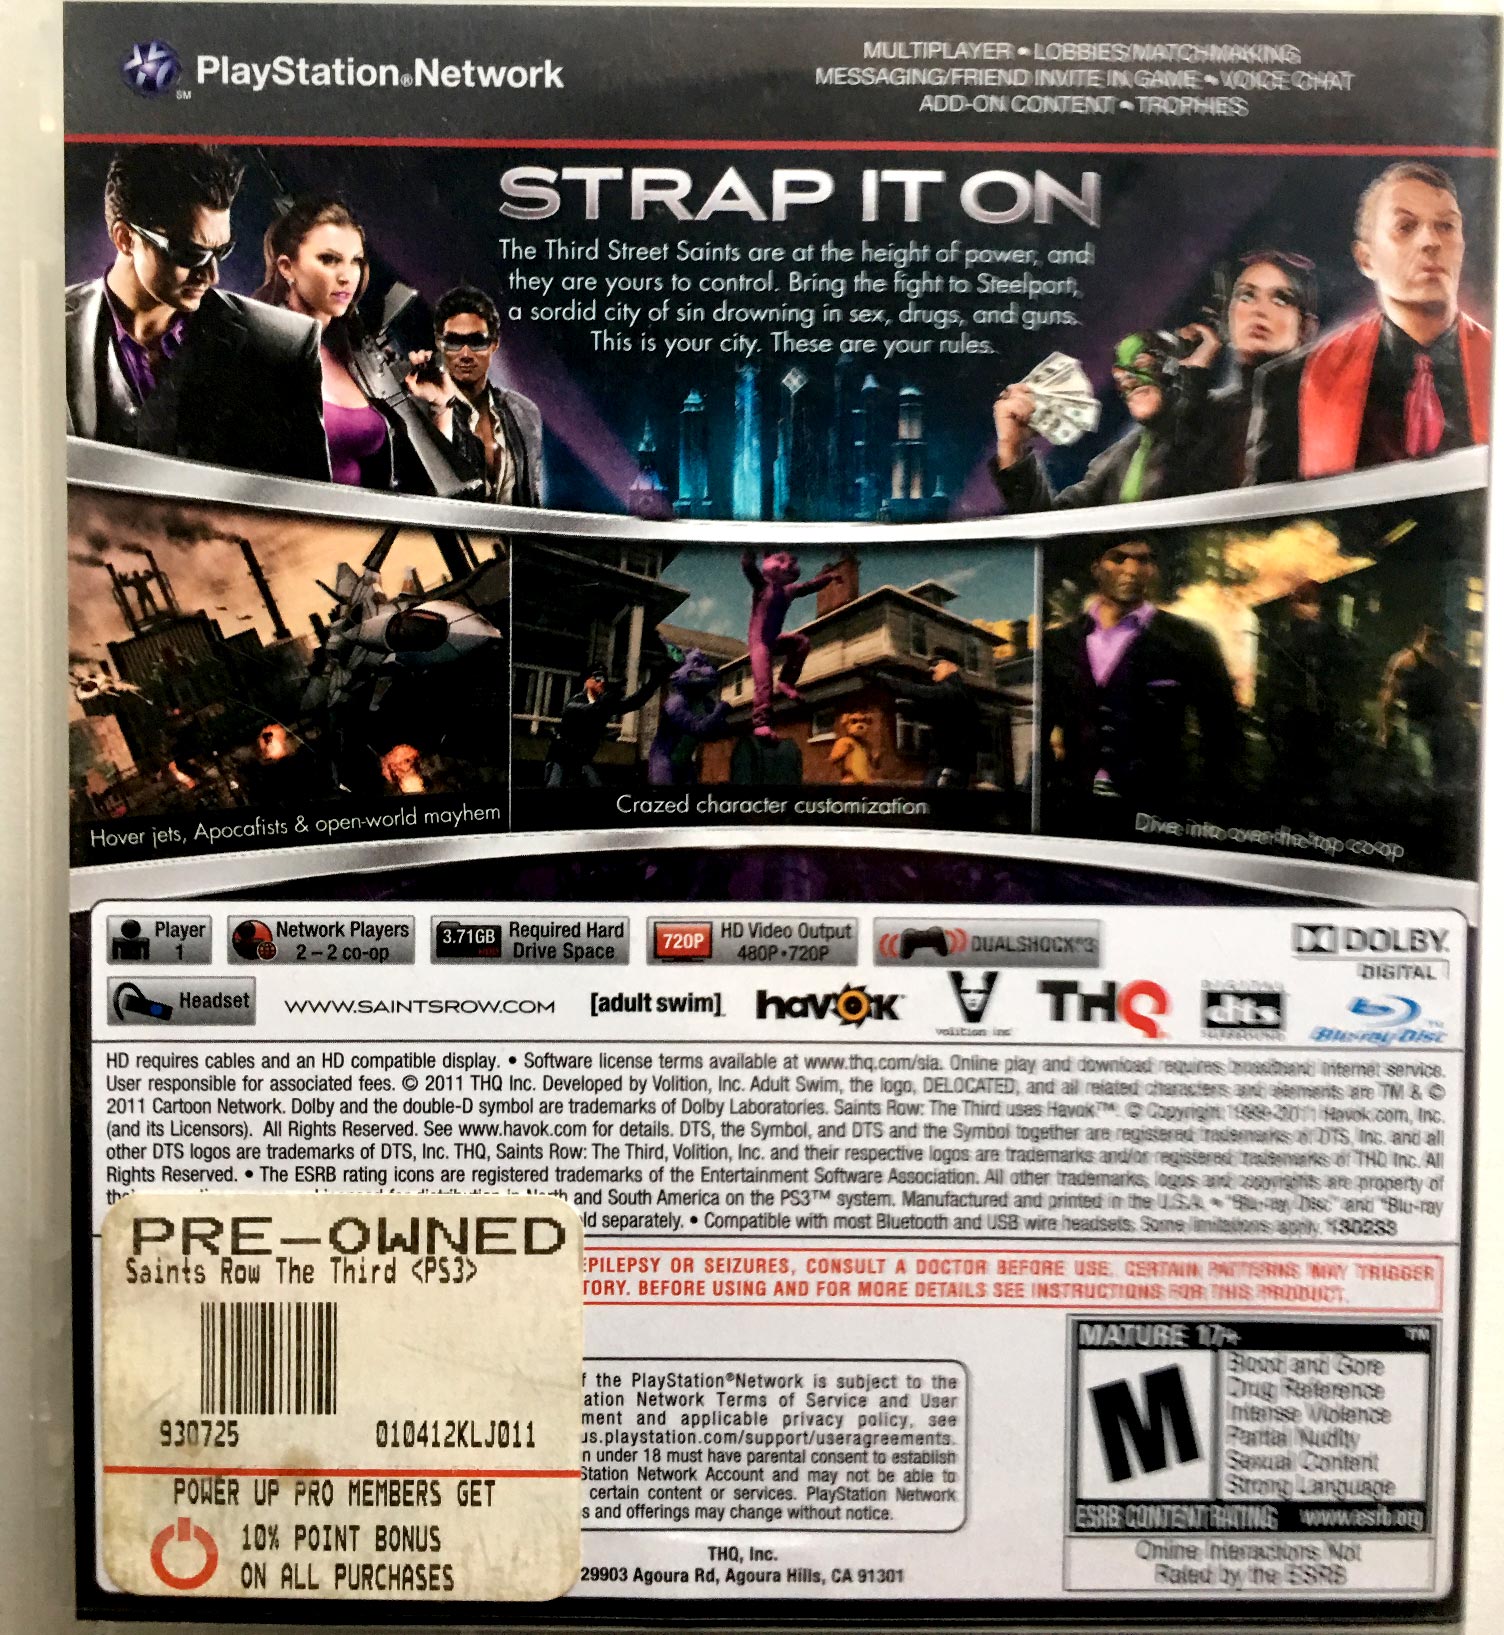 PlayStation®Network
SM
MULTIPLAYER • LOBBIES/MATCHMAKING
MESSAGING/FRIEND INVITE IN GAME • VOICE CHAT
ADD-ON CONTENT • TROPHIES
STRAP IT ON
The Third Street Saints are at the height of power, and
they are yours to control. Bring the fight to Steelport,
a sordid city of sin drowning in sex, drugs, and guns.
This is your city. These are your rules.
Hover jets, Apocafists & open-world mayhem
Crazed character customization
Dive into over-the-top co-op
Player
1
Network Players
2 – 2 co-op
3.71GB
Required Hard
Drive Space
720P
HD Video Output
480P•720P
DUALSHOCK®3
DOLBY
DIGITAL
Headset
WWW.SAINTSROW.COM
[adult swim]
havok
volition inc
THQ
DIGITAL
dts
SURROUND
Blu-ray Disc
HD requires cables and an HD compatible display. • Software license terms available at www.thq.com/sla. Online play and download requires broadband Internet service.
User responsible for associated fees. © 2011 THQ Inc. Developed by Volition, Inc. Adult Swim, the logo, DELOCATED, and all related characters and elements are TM & ©
2011 Cartoon Network. Dolby and the double-D symbol are trademarks of Dolby Laboratories. Saints Row: The Third uses Havok™. © Copyright 1999-2011 Havok.com, Inc.
(and its Licensors). All Rights Reserved. See www.havok.com for details. DTS, the Symbol, and DTS and the Symbol together are registered trademarks of DTS, Inc. and all
other DTS logos are trademarks of DTS, Inc. THQ, Saints Row: The Third, Volition, Inc. and their respective logos are trademarks and/or registered trademarks of THQ Inc. All
Rights Reserved. • The ESRB rating icons are registered trademarks of the Entertainment Software Association. All other trademarks, logos and copyrights are property of
and South America on the PS3™ system. Manufactured and printed in the U.S.A. • "Blu-ray Disc" and "Blu-ray
ld separately. • Compatible with most Bluetooth and USB wire headsets. Some limitations apply. 130233
EPILEPSY OR SEIZURES, CONSULT A DOCTOR BEFORE USE. CERTAIN PATTERNS MAY TRIGGER
TORY. BEFORE USING AND FOR MORE DETAILS SEE INSTRUCTIONS FOR THIS PRODUCT.
PRE-OWNED
Saints Row The Third <PS3>
930725 010412KLJ011
POWER UP PRO MEMBERS GET
10% POINT BONUS
ON ALL PURCHASES
f the PlayStation®Network is subject to the
ation Network Terms of Service and User
ment and applicable privacy policy, see
us.playstation.com/support/useragreements.
n under 18 must have parental consent to establish
Station Network Account and may not be able to
certain content or services. PlayStation Network
s and offerings may change without notice.
THQ, Inc.
29903 Agoura Rd, Agoura Hills, CA 91301
MATURE 17+
TM
M
Blood and Gore
Drug Reference
Intense Violence
Partial Nudity
Sexual Content
Strong Language
ESRB CONTENT RATING www.esrb.org
Online Interactions Not
Rated by the ESRB